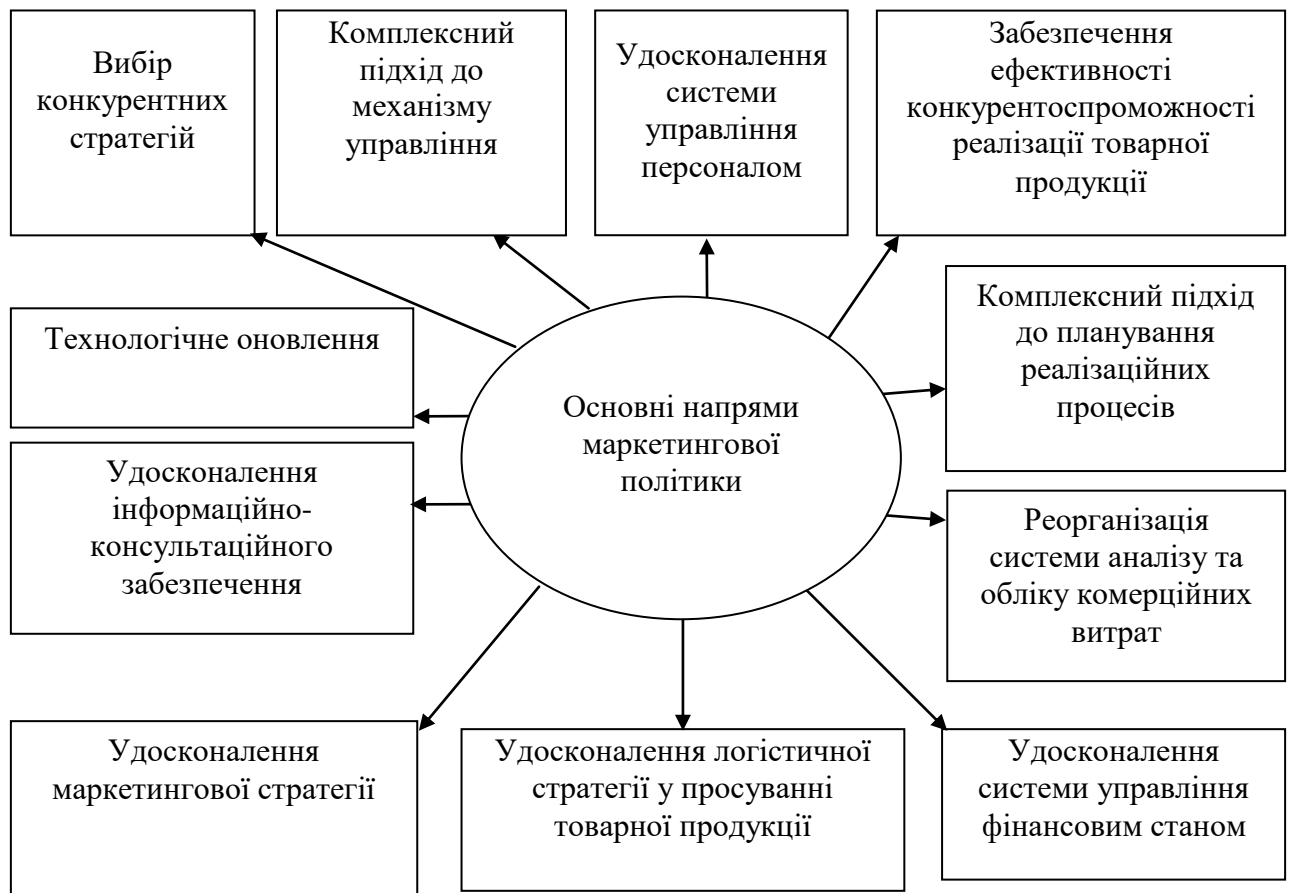 Вибір
конкурентних
стратегій
Комплексний
підхід до
механізму
управління
Удосконалення
системи
управління
персоналом
Забезпечення
ефективності
конкурентоспроможності
реалізації товарної
продукції
Технологічне оновлення
Основні напрями
маркетингової
політики
Комплексний підхід
до планування
реалізаційних
процесів
Удосконалення
інформаційно-
консультаційного
забезпечення
Реорганізація
системи аналізу та
обліку комерційних
витрат
Удосконалення
маркетингової стратегії
Удосконалення логістичної
стратегії у просуванні
товарної продукції
Удосконалення
системи управління
фінансовим станом